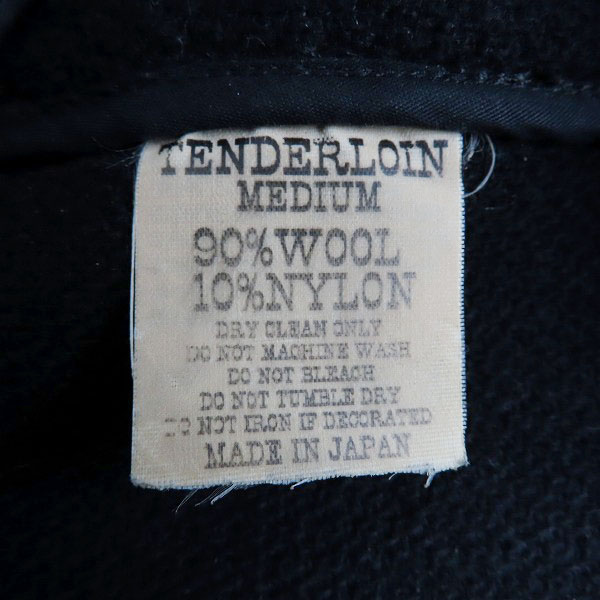 TENDERLOIN
MEDIUM
90%WOOL
10%NYLON
DRY CLEAN ONLY
DO NOT MACHINE WASH
DO NOT BLEACH
DO NOT TUMBLE DRY
DO NOT IRON IF DECORATED
MADE IN JAPAN